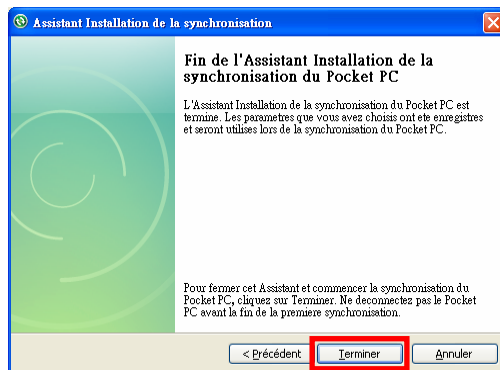 Assistant Installation de la synchronisation
Fin de l'Assistant Installation de la
synchronisation du Pocket PC
L'Assistant Installation de la synchronisation du Pocket PC est
termine. Les parametres que vous avez choisis ont ete enregistres
et seront utilises lors de la synchronisation du Pocket PC.
Pour fermer cet Assistant et commencer la synchronisation du
Pocket PC, cliquez sur Terminer. Ne deconnectez pas le Pocket
PC avant la fin de la premiere synchronisation.
< Précédent Terminer Annuler